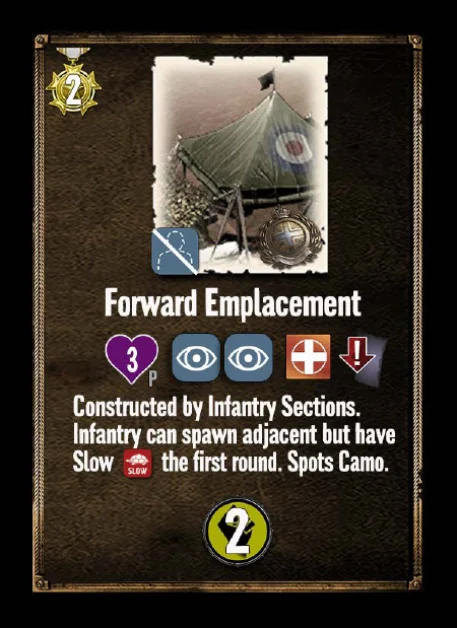 2
Forward Emplacement
3
P
Constructed by Infantry Sections.
Infantry can spawn adjacent but have
Slow SLOW the first round. Spots Camo.
2